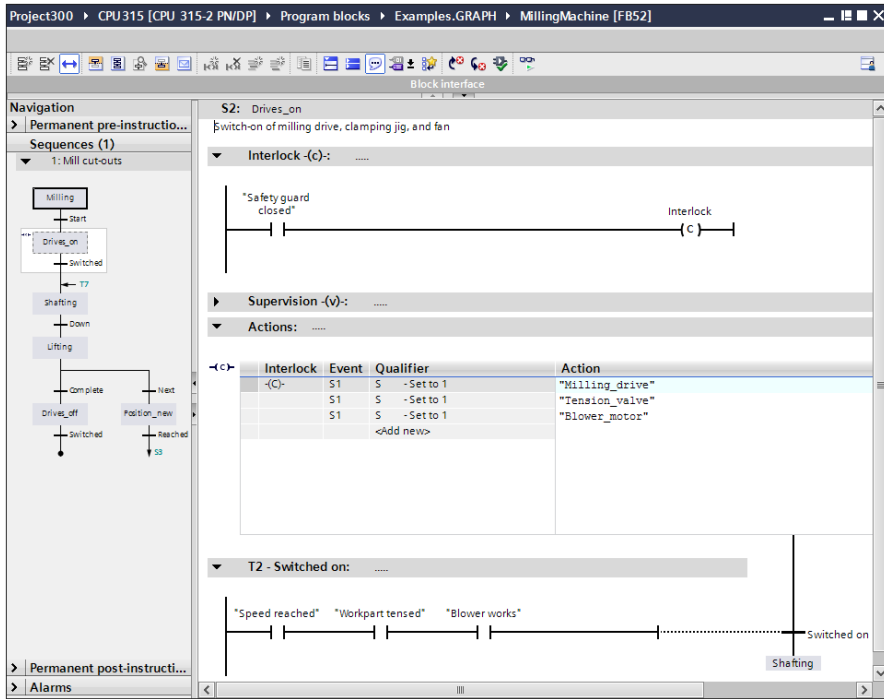 Project300 ▸ CPU315 [CPU 315-2 PN/DP] ▸ Program blocks ▸ Examples.GRAPH ▸ MillingMachine [FB52]
Block interface
Navigation
Permanent pre-instructio...
Sequences (1)
1: Mill cut-outs
Milling
Start
Drives_on
Switched
T7
Shafting
Down
Lifting
Complete
Next
Drives_off
Position_new
Switched
Reached
S3
Permanent post-instructi...
Alarms
S2: Drives_on
Switch-on of milling drive, clamping jig, and fan
Interlock -(c)-: .....
"Safety guard
closed"
Interlock
( C )
Supervision -(v)-: .....
Actions: .....
-(C)-
Interlock Event Qualifier Action
-(C)- S1 S - Set to 1 "Milling_drive"
S1 S - Set to 1 "Tension_valve"
S1 S - Set to 1 "Blower_motor"
<Add new>
T2 - Switched on: .....
"Speed reached" "Workpart tensed" "Blower works"
Switched on
Shafting